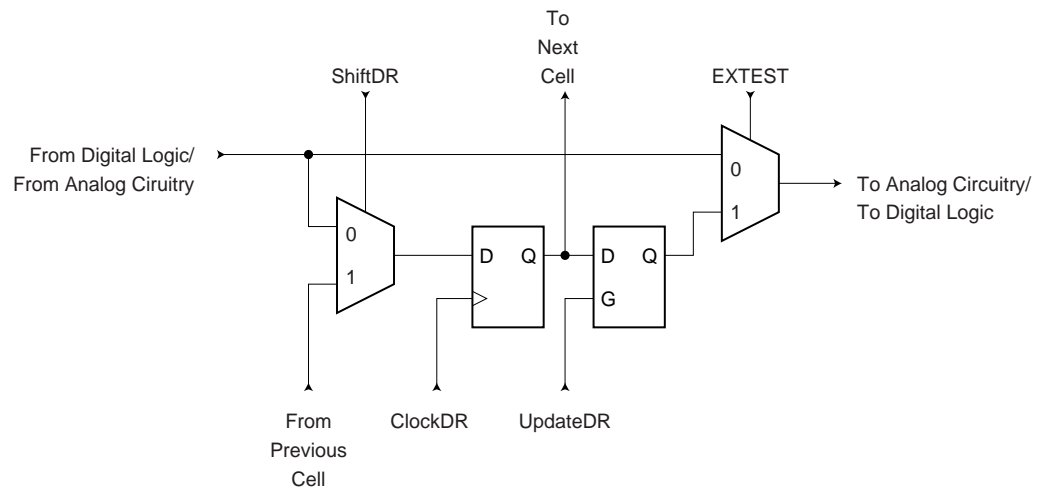 To
Next
Cell
ShiftDR
EXTEST
From Digital Logic/
From Analog Ciruitry
0
1
To Analog Circuitry/
To Digital Logic
0
1
D Q
D Q
G
From
Previous
Cell
ClockDR
UpdateDR